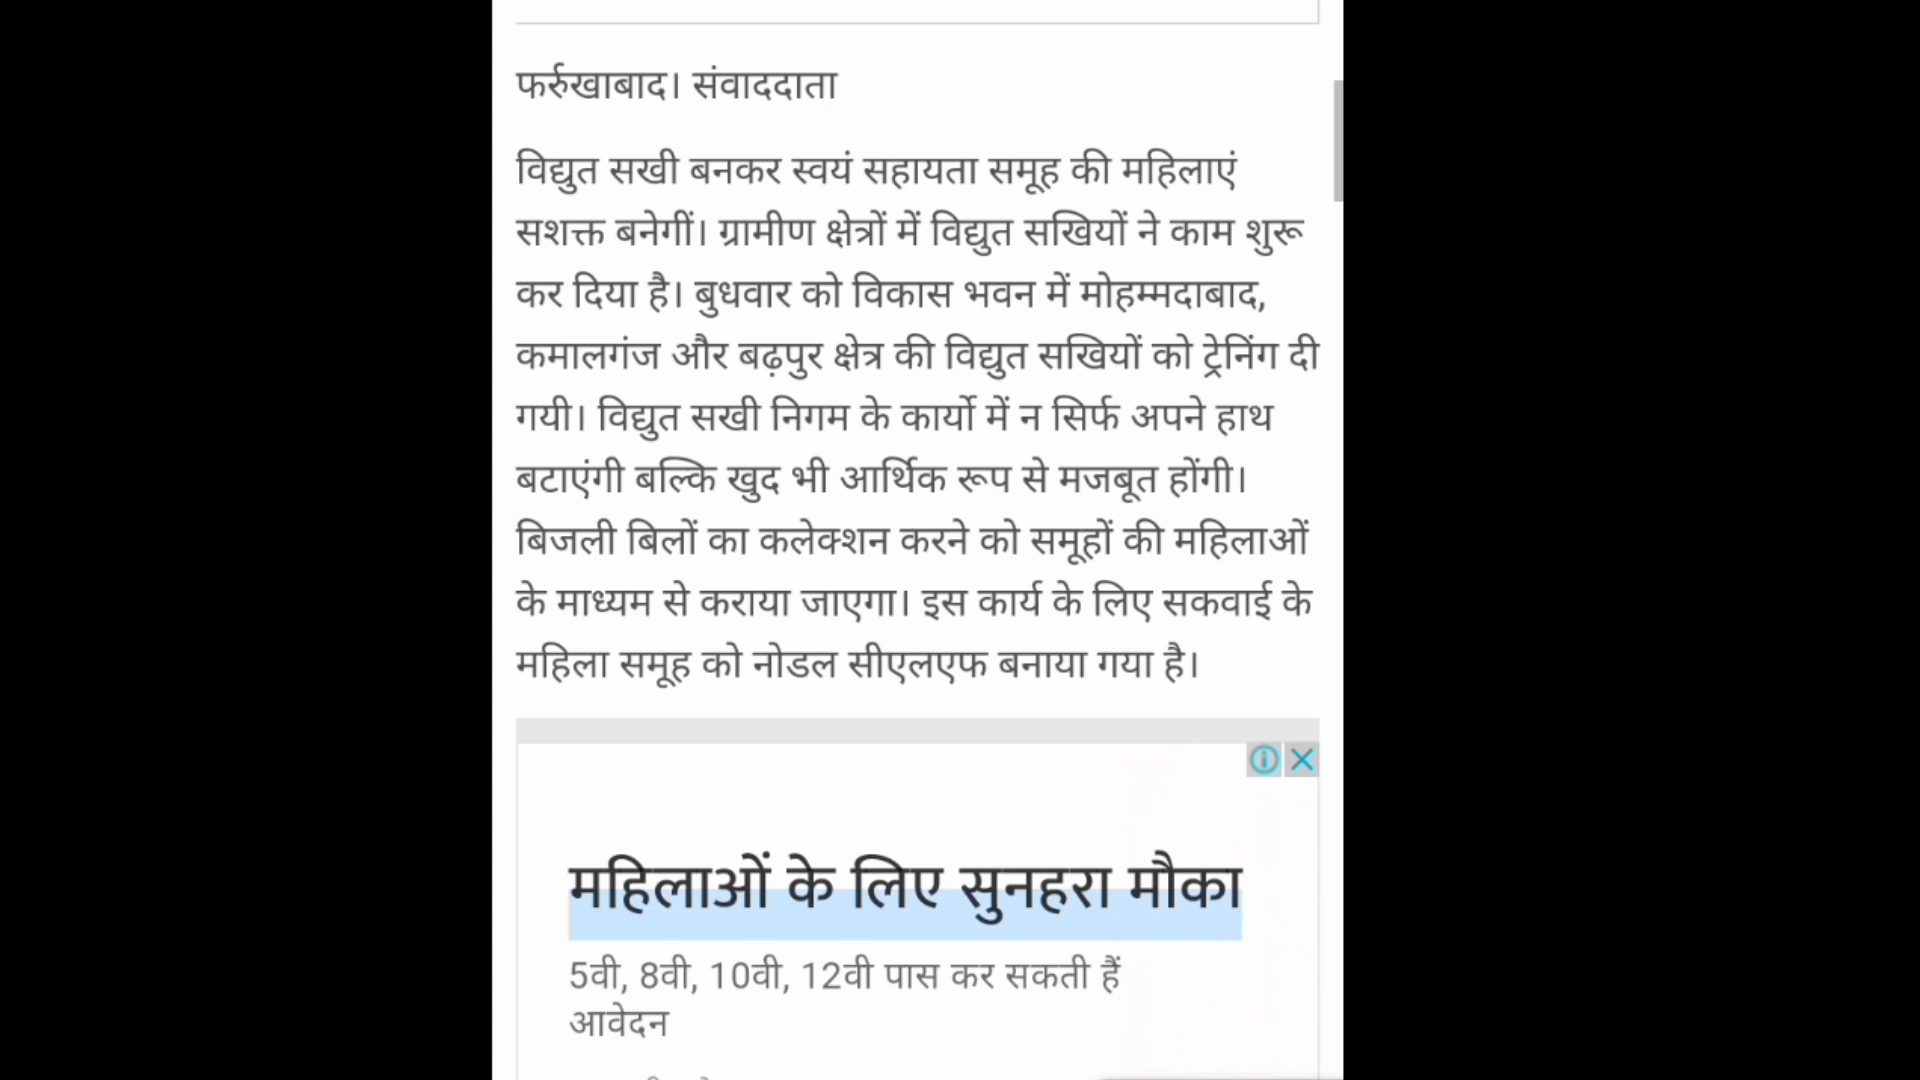 फर्रुखाबाद। संवाददाता
विद्युत सखी बनकर स्वयं सहायता समूह की महिलाएं
सशक्त बनेगीं। ग्रामीण क्षेत्रों में विद्युत सखियों ने काम शुरू
कर दिया है। बुधवार को विकास भवन में मोहम्मदाबाद,
कमालगंज और बढ़पुर क्षेत्र की विद्युत सखियों को ट्रेनिंग दी
गयी। विद्युत सखी निगम के कार्यो में न सिर्फ अपने हाथ
बटाएंगी बल्कि खुद भी आर्थिक रूप से मजबूत होंगी।
बिजली बिलों का कलेक्शन करने को समूहों की महिलाओं
के माध्यम से कराया जाएगा। इस कार्य के लिए सकवाई के
महिला समूह को नोडल सीएलएफ बनाया गया है।
महिलाओं के लिए सुनहरा मौका
5वी, 8वी, 10वी, 12वी पास कर सकती हैं
आवेदन